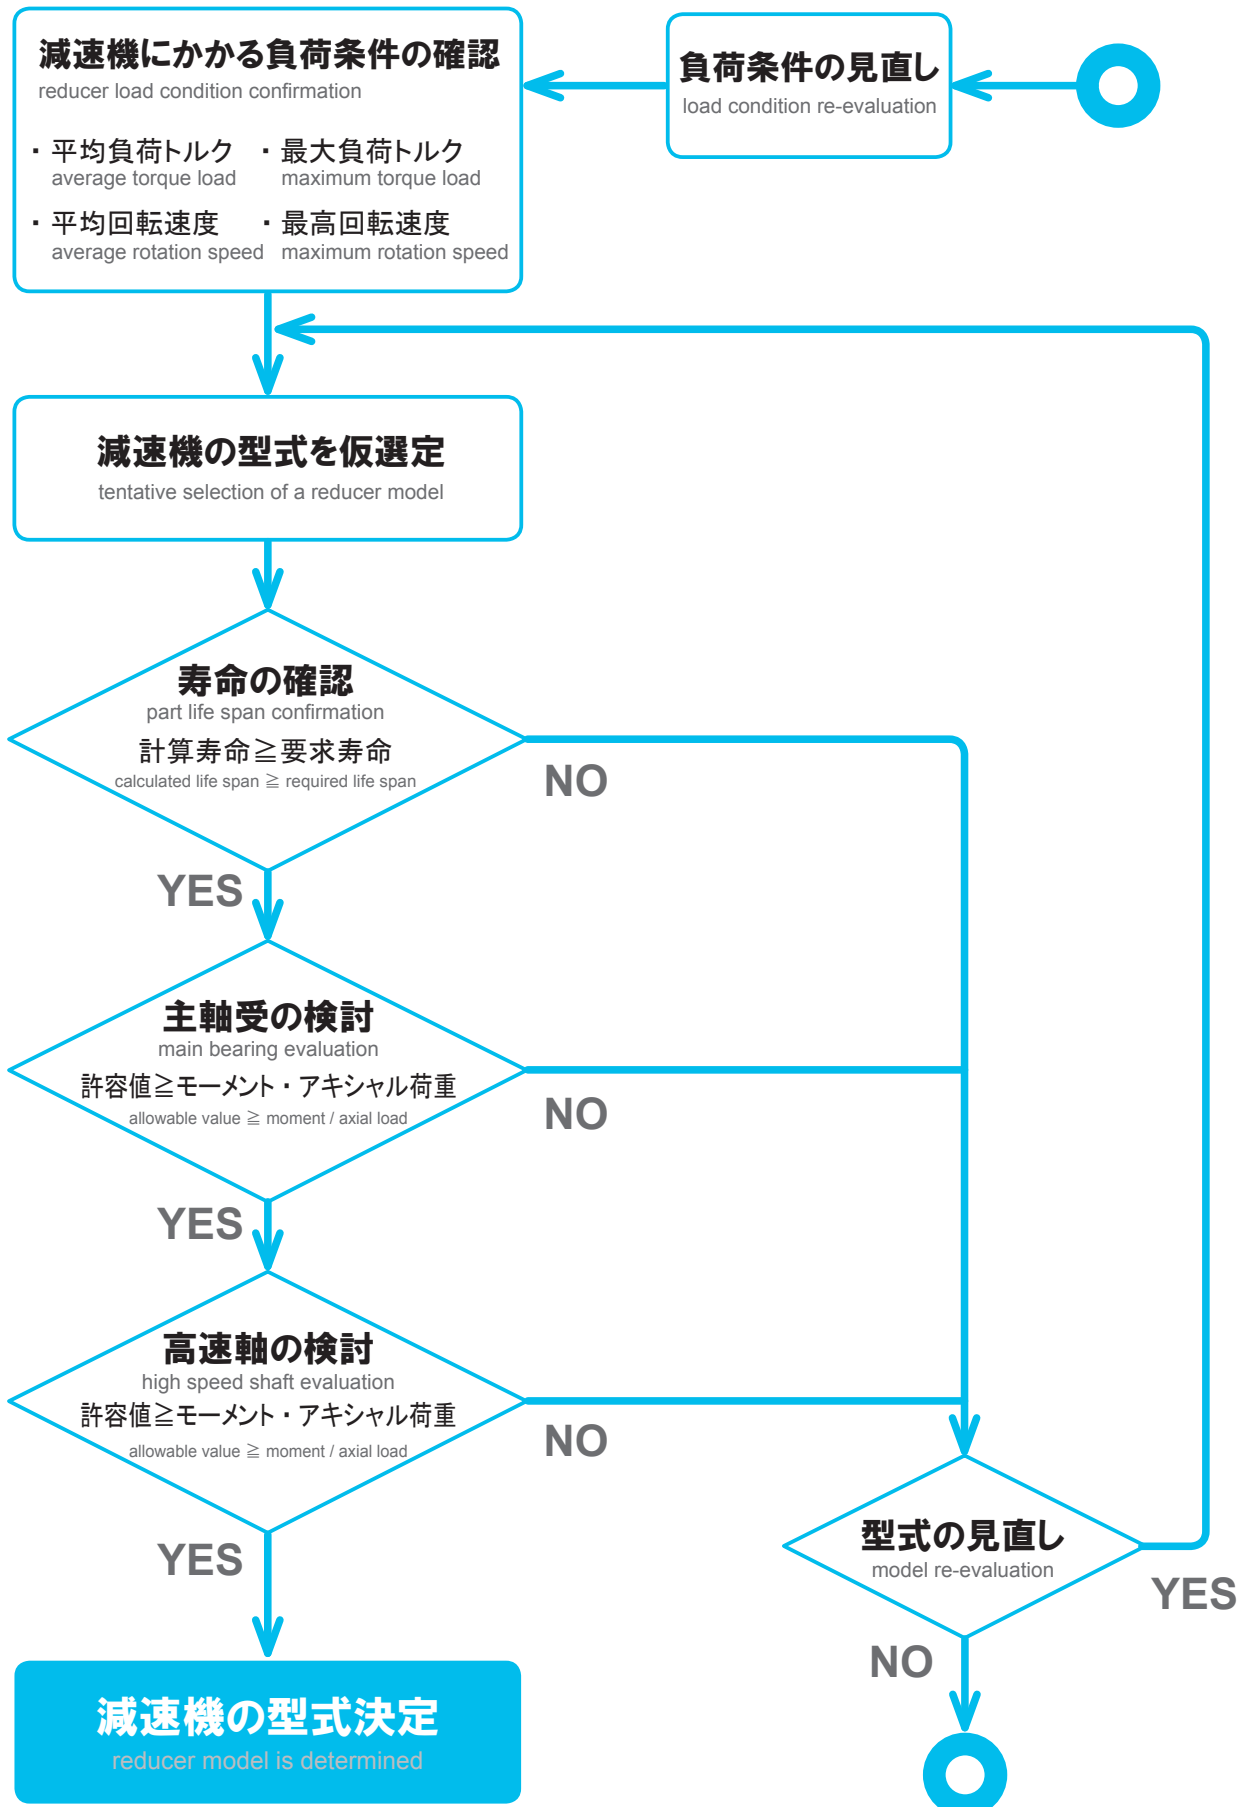 減速機にかかる負荷条件の確認
reducer load condition confirmation
・平均負荷トルク ・最大負荷トルク
average torque load maximum torque load
・平均回転速度 ・最高回転速度
average rotation speed maximum rotation speed
負荷条件の見直し
load condition re-evaluation
減速機の型式を仮選定
tentative selection of a reducer model
寿命の確認
part life span confirmation
計算寿命≧要求寿命
calculated life span ≧ required life span
NO
YES
主軸受の検討
main bearing evaluation
許容値≧モーメント・アキシャル荷重
allowable value ≧ moment / axial load
NO
YES
高速軸の検討
high speed shaft evaluation
許容値≧モーメント・アキシャル荷重
allowable value ≧ moment / axial load
NO
YES
型式の見直し
model re-evaluation
YES
NO
減速機の型式決定
reducer model is determined